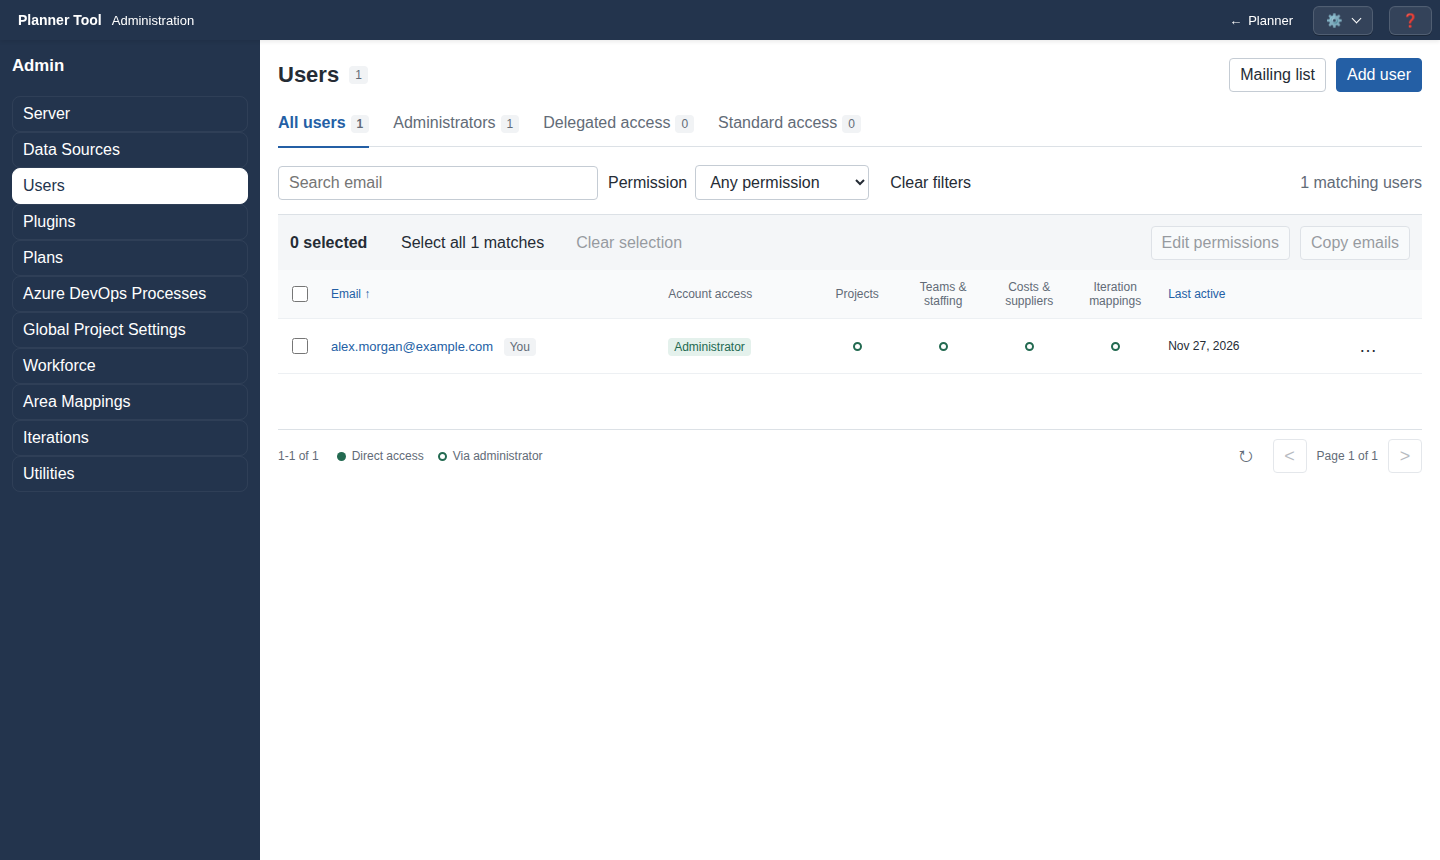 Planner Tool Administration
← Planner
Admin
Server
Data Sources
Users
Plugins
Plans
Azure DevOps Processes
Global Project Settings
Workforce
Area Mappings
Iterations
Utilities
Users 1
Mailing list
Add user
All users 1
Administrators 1
Delegated access 0
Standard access 0
Search email
Permission
Any permission
Clear filters
1 matching users
0 selected
Select all 1 matches
Clear selection
Edit permissions
Copy emails
Email ↑
Account access
Projects
Teams &
staffing
Costs &
suppliers
Iteration
mappings
Last active
alex.morgan@example.com You
Administrator
Nov 27, 2026
...
1-1 of 1
Direct access
Via administrator
<
Page 1 of 1
>